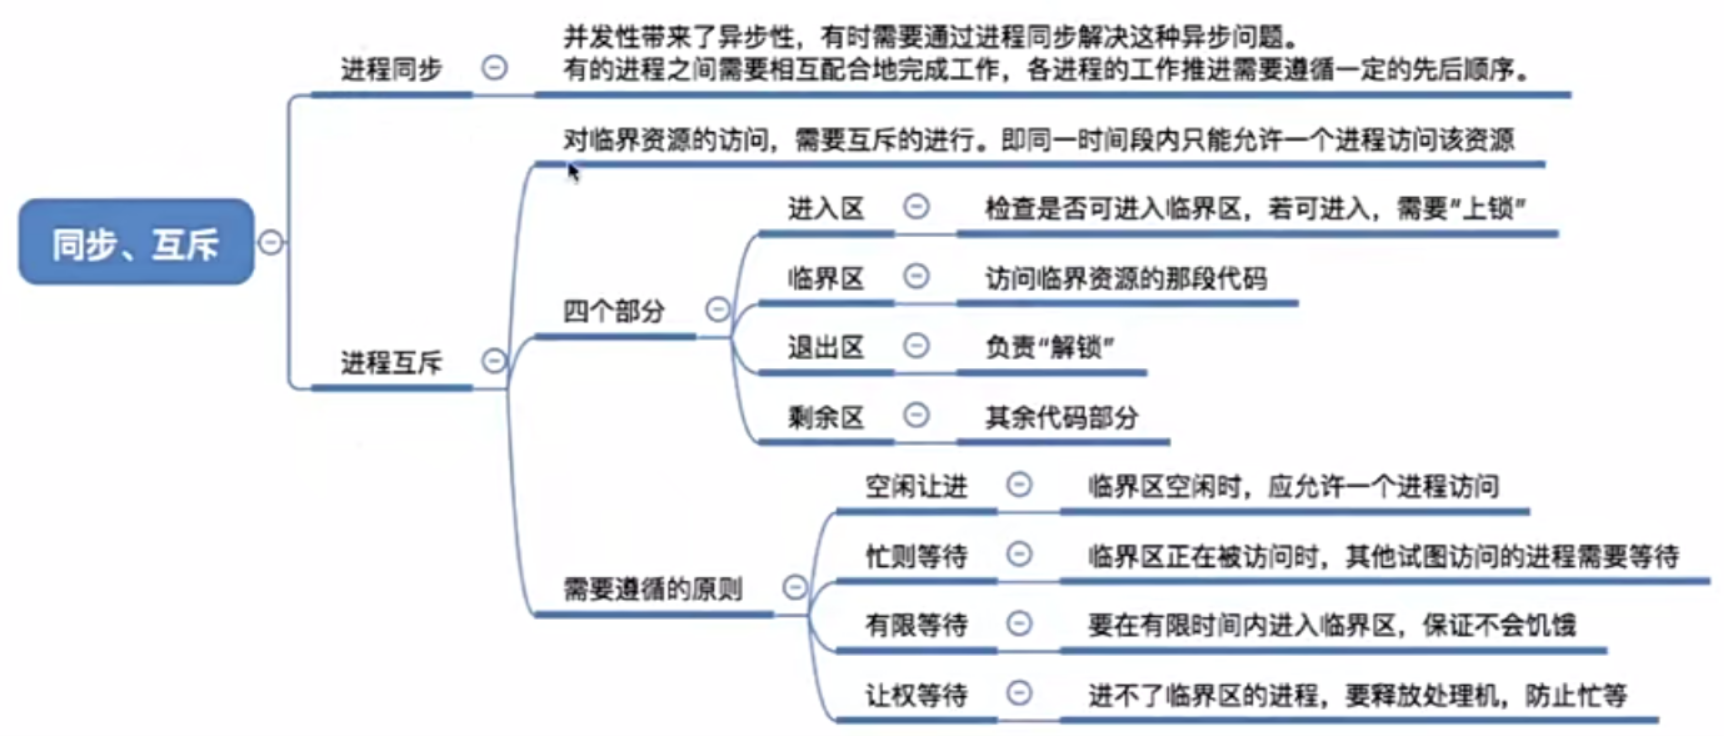 同步、互斥
进程同步
并发性带来了异步性，有时需要通过进程同步解决这种异步问题。
有的进程之间需要相互配合地完成工作，各进程的工作推进需要遵循一定的先后顺序。
进程互斥
对临界资源的访问，需要互斥的进行。即同一时间段内只能允许一个进程访问该资源
四个部分
进入区
检查是否可进入临界区，若可进入，需要“上锁”
临界区
访问临界资源的那段代码
退出区
负责“解锁”
剩余区
其余代码部分
需要遵循的原则
空闲让进
临界区空闲时，应允许一个进程访问
忙则等待
临界区正在被访问时，其他试图访问的进程需要等待
有限等待
要在有限时间内进入临界区，保证不会饥饿
让权等待
进不了临界区的进程，要释放处理机，防止忙等